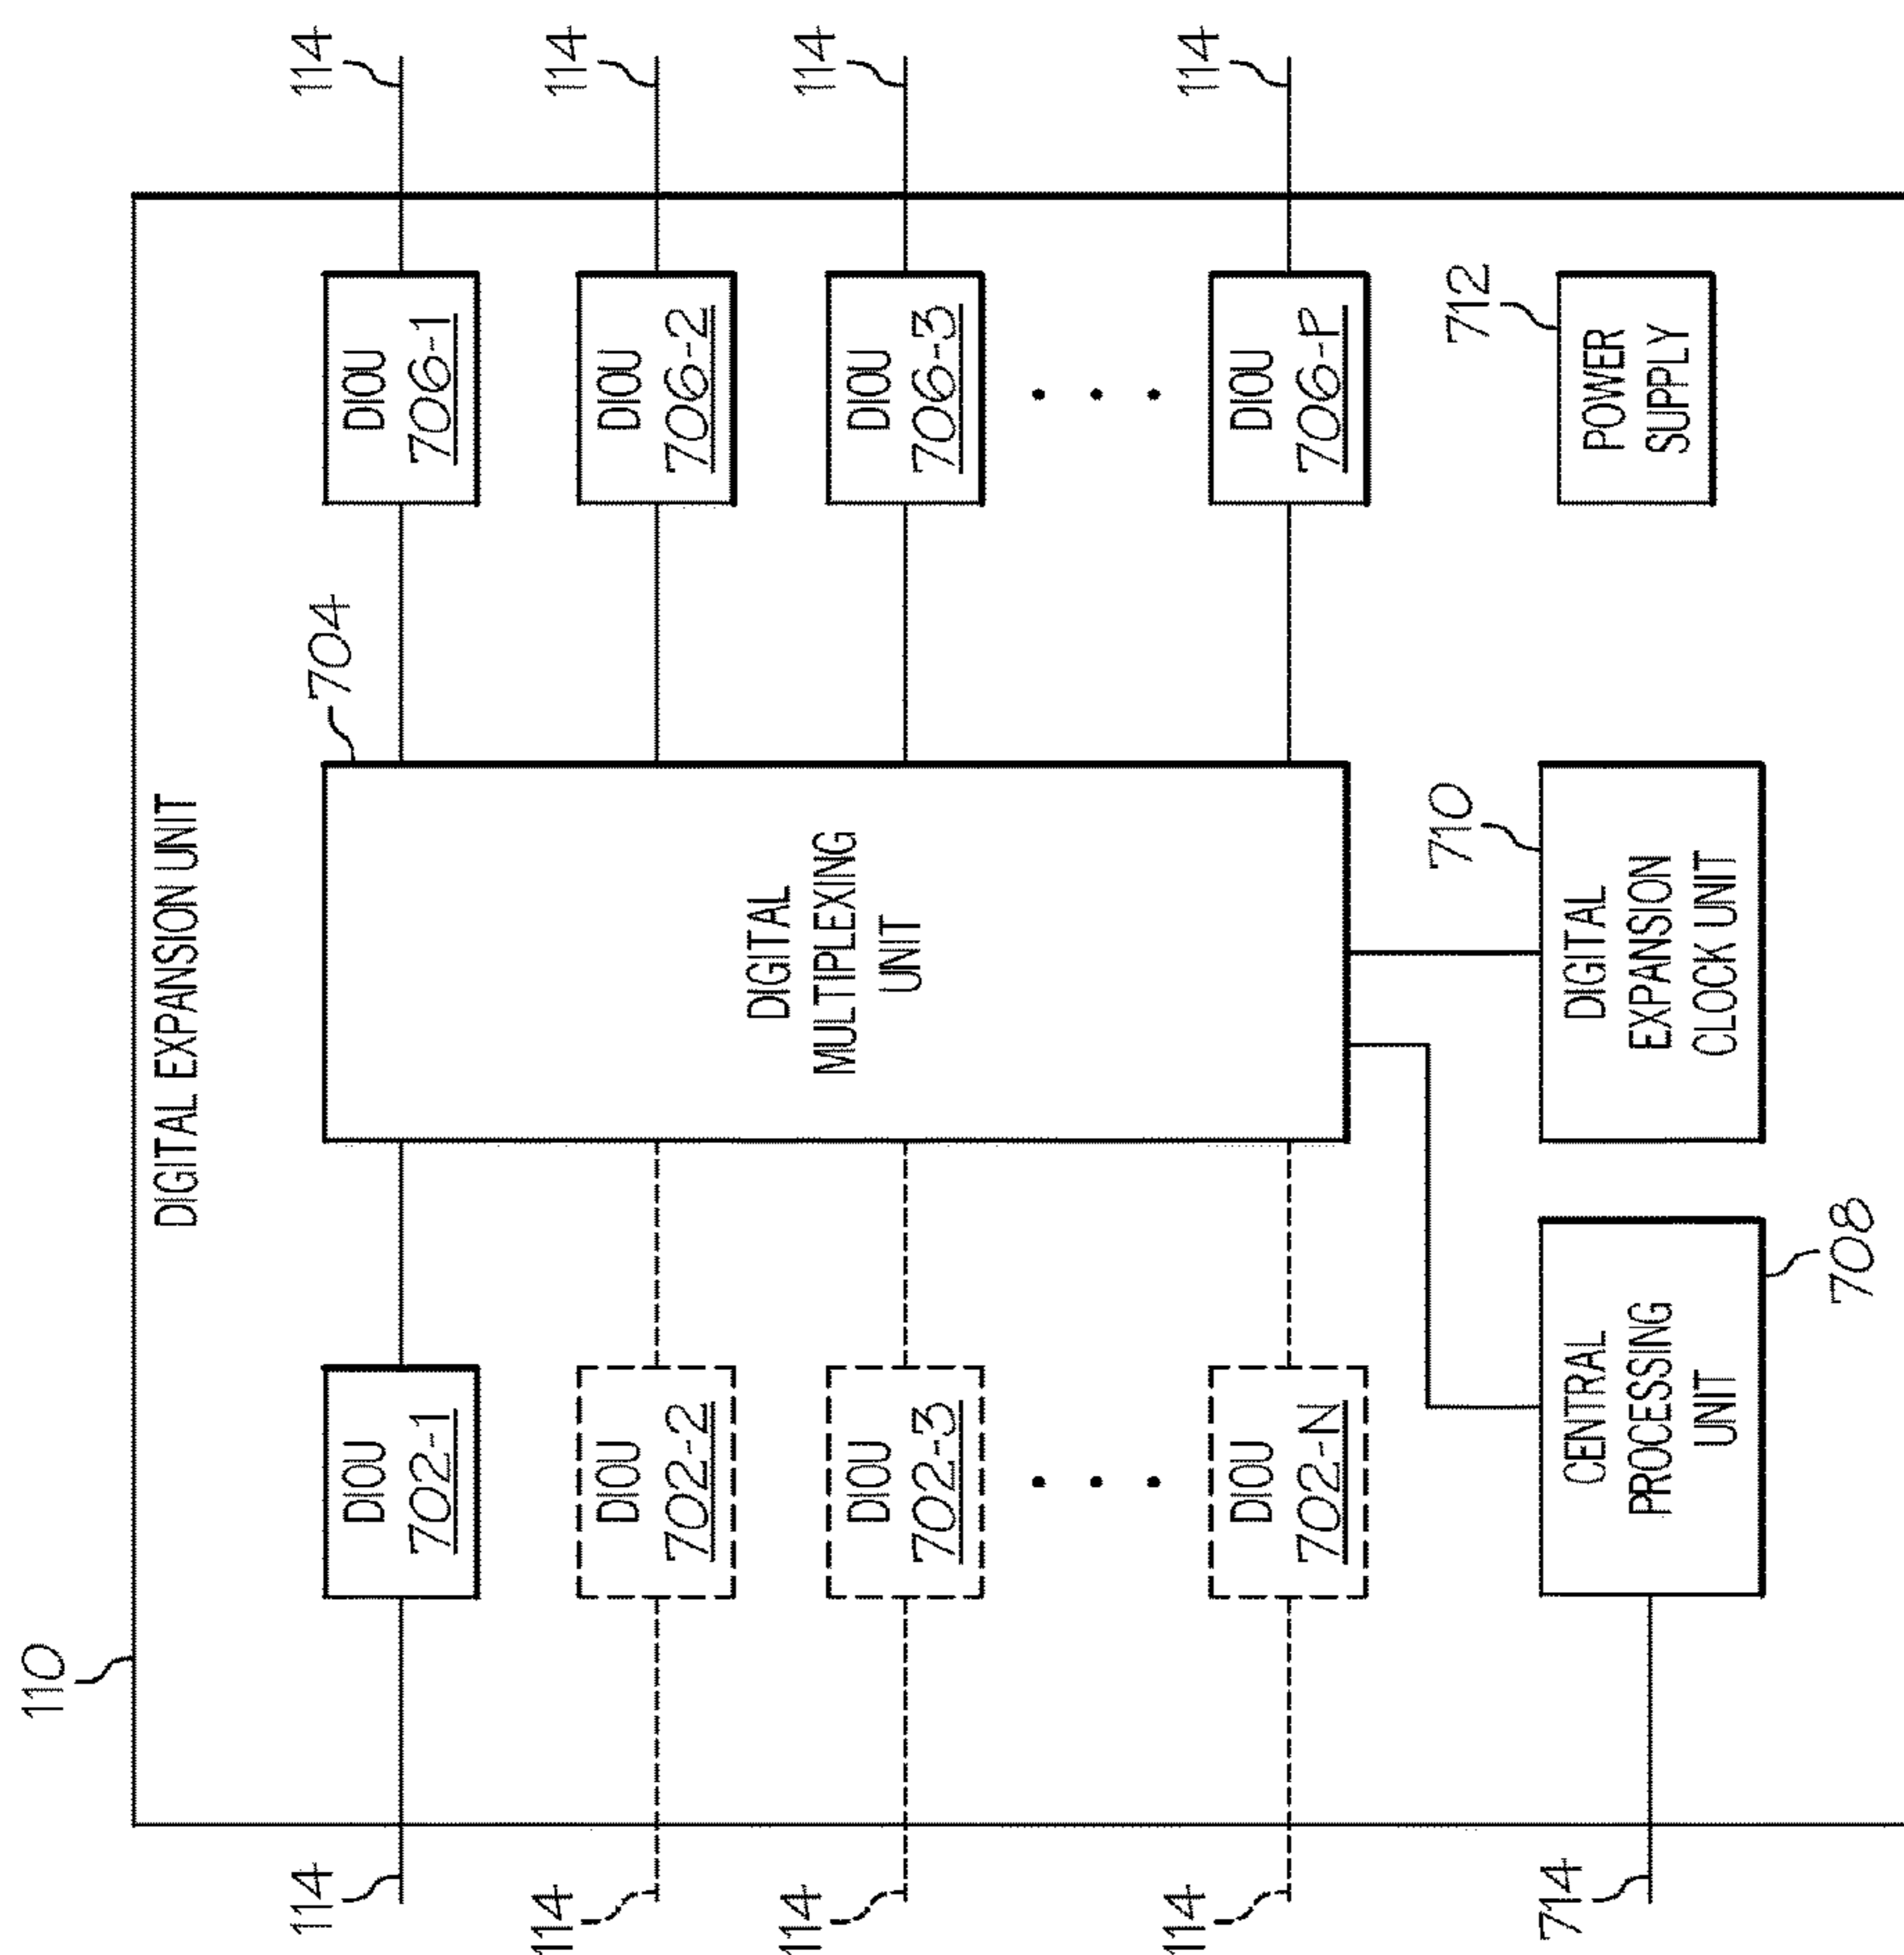 110
DIGITAL EXPANSION UNIT
114
DIOU
702-1
704
DIOU
706-1
114
114
DIOU
702-2
DIOU
706-2
114
DIGITAL
MULTIPLEXING
UNIT
114
DIOU
702-3
DIOU
706-3
114
114
DIOU
702-N
DIOU
706-P
114
714
CENTRAL
PROCESSING
UNIT
708
710
DIGITAL
EXPANSION
CLOCK UNIT
712
POWER
SUPPLY